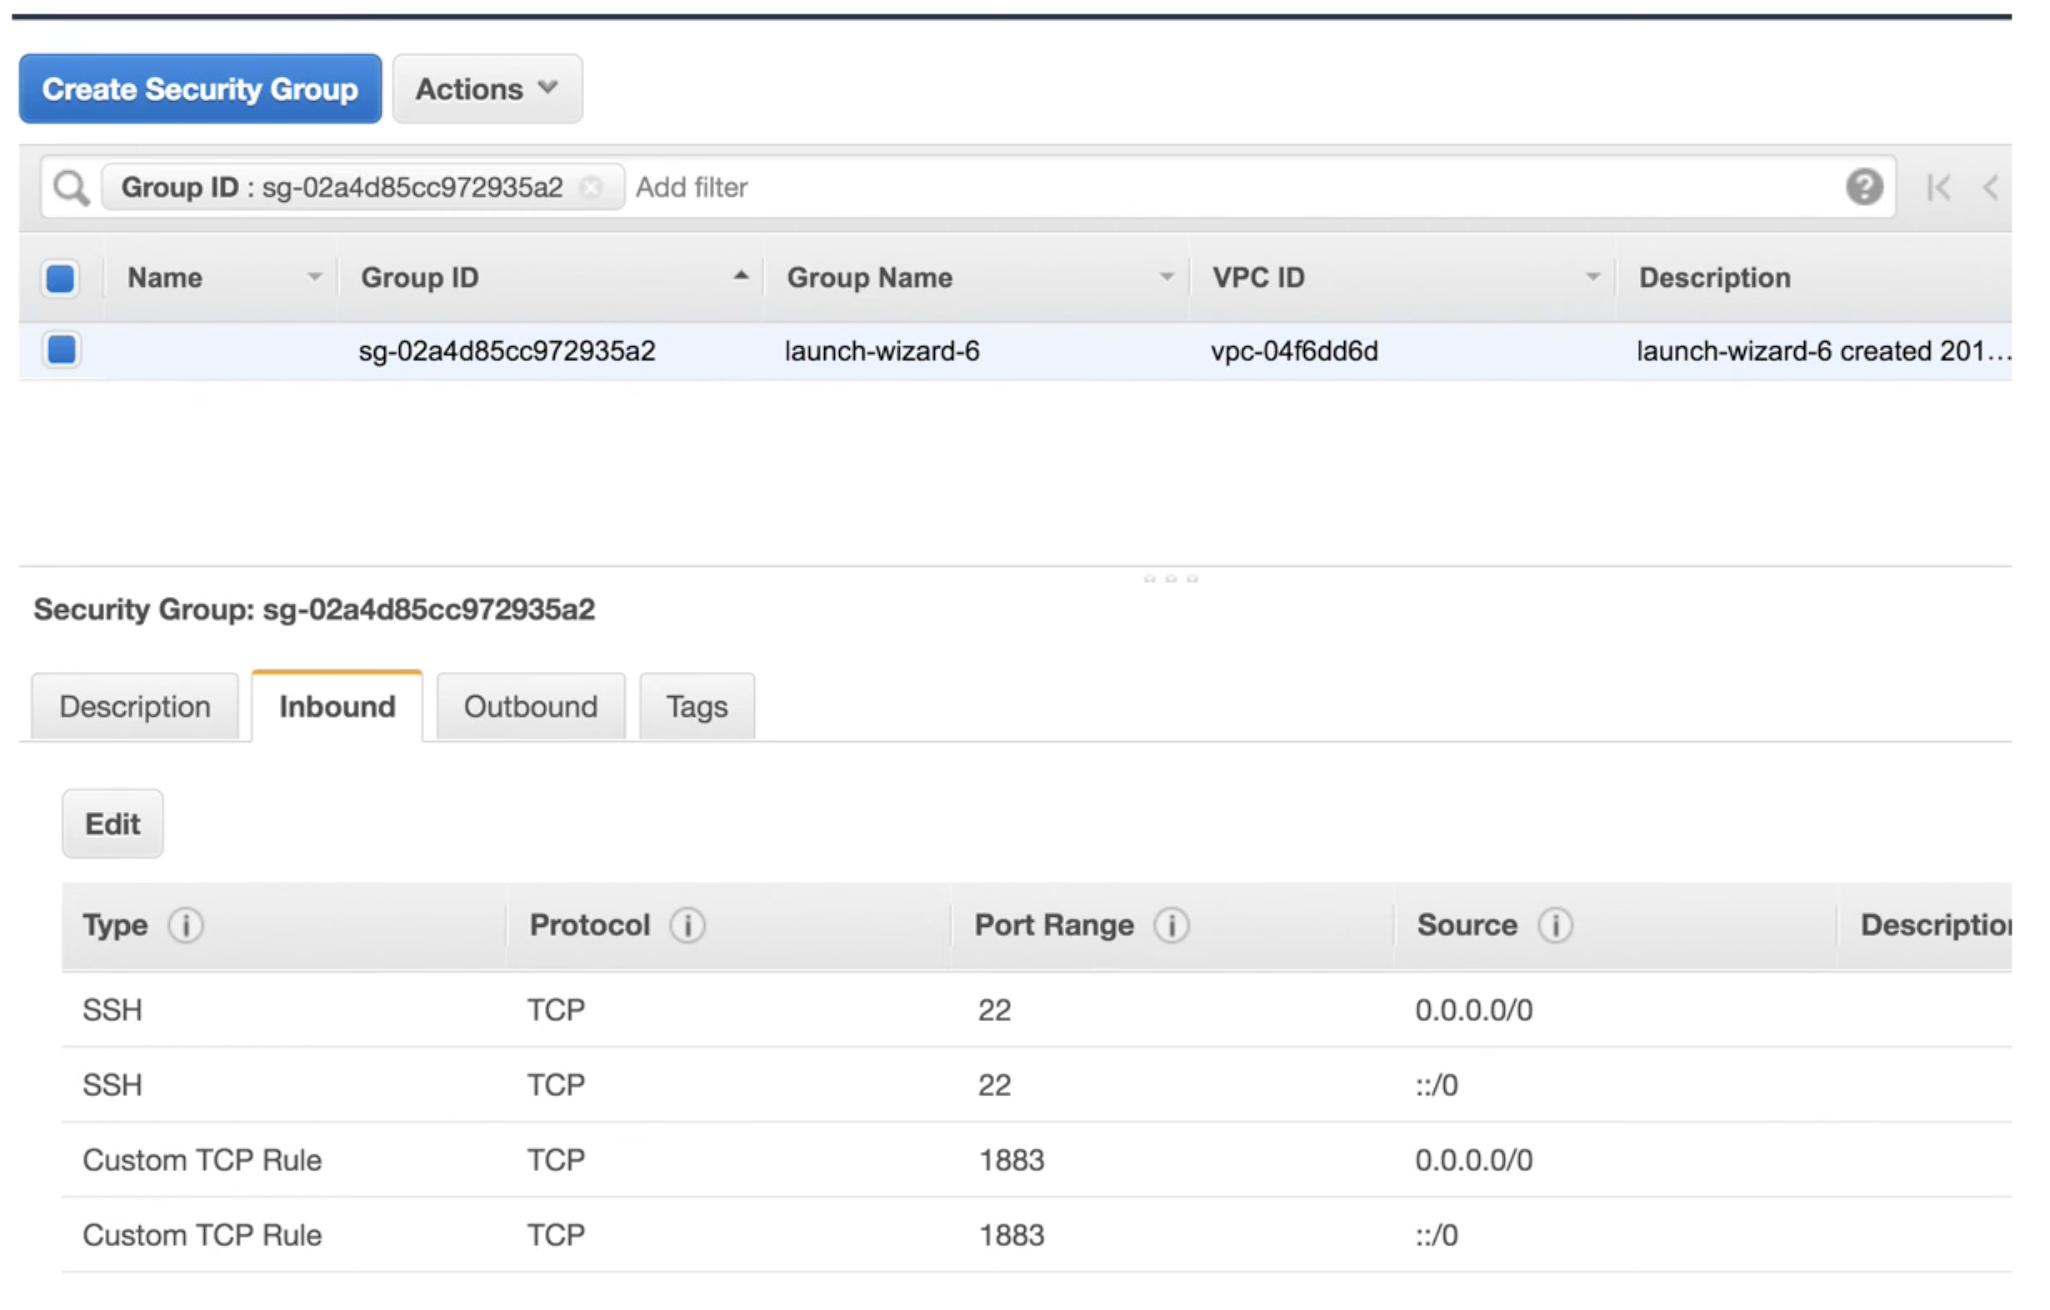 Create Security Group Actions
Group ID : sg-02a4d85cc972935a2 Add filter
Name Group ID Group Name VPC ID Description
sg-02a4d85cc972935a2 launch-wizard-6 vpc-04f6dd6d launch-wizard-6 created 201...
Security Group: sg-02a4d85cc972935a2
Description Inbound Outbound Tags
Edit
Type Protocol Port Range Source Description
SSH TCP 22 0.0.0.0/0
SSH TCP 22 ::/0
Custom TCP Rule TCP 1883 0.0.0.0/0
Custom TCP Rule TCP 1883 ::/0